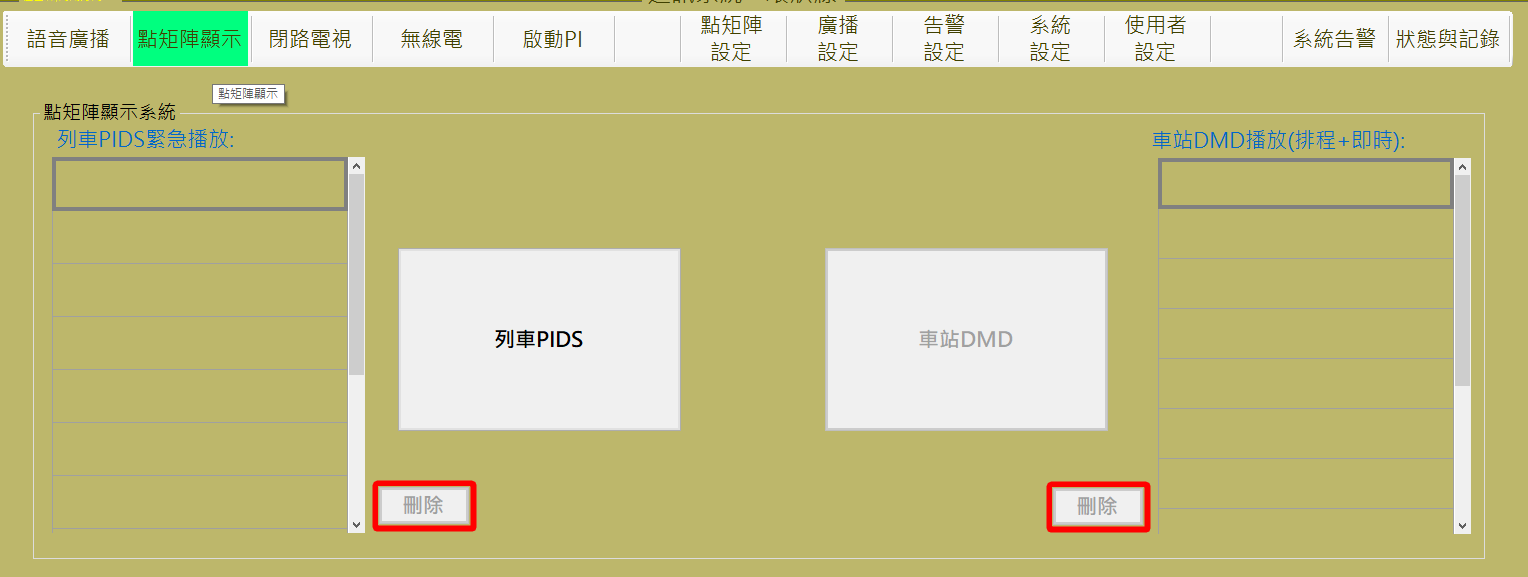 語音廣播
點矩陣顯示
閉路電視
無線電
啟動PI
點矩陣
設定
廣播
設定
告警
設定
系統
設定
使用者
設定
系統告警
狀態與記錄
點矩陣顯示
點矩陣顯示系統
列車PIDS緊急播放:
車站DMD播放(排程+即時):
列車PIDS
車站DMD
刪除
刪除